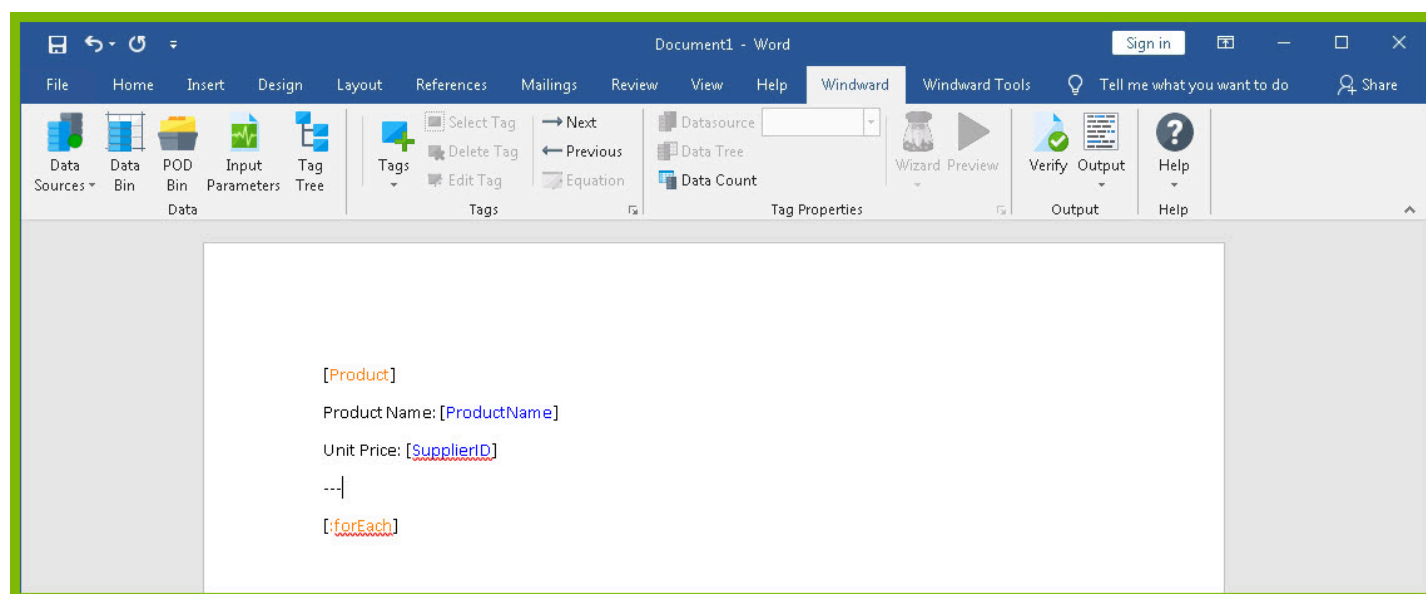 Document1 - Word
Sign in
File Home Insert Design Layout References Mailings Review View Help Windward Windward Tools Tell me what you want to do Share
Data Sources
Data Bin
POD Bin
Input Parameters
Tag Tree
Data
Tags
Select Tag
Delete Tag
Edit Tag
Next
Previous
Equation
Tags
Datasource
Data Tree
Data Count
Wizard Preview
Tag Properties
Verify Output
Output
Help
Help
[Product]
Product Name: [ProductName]
Unit Price: [SupplierID]
---
[:forEach]